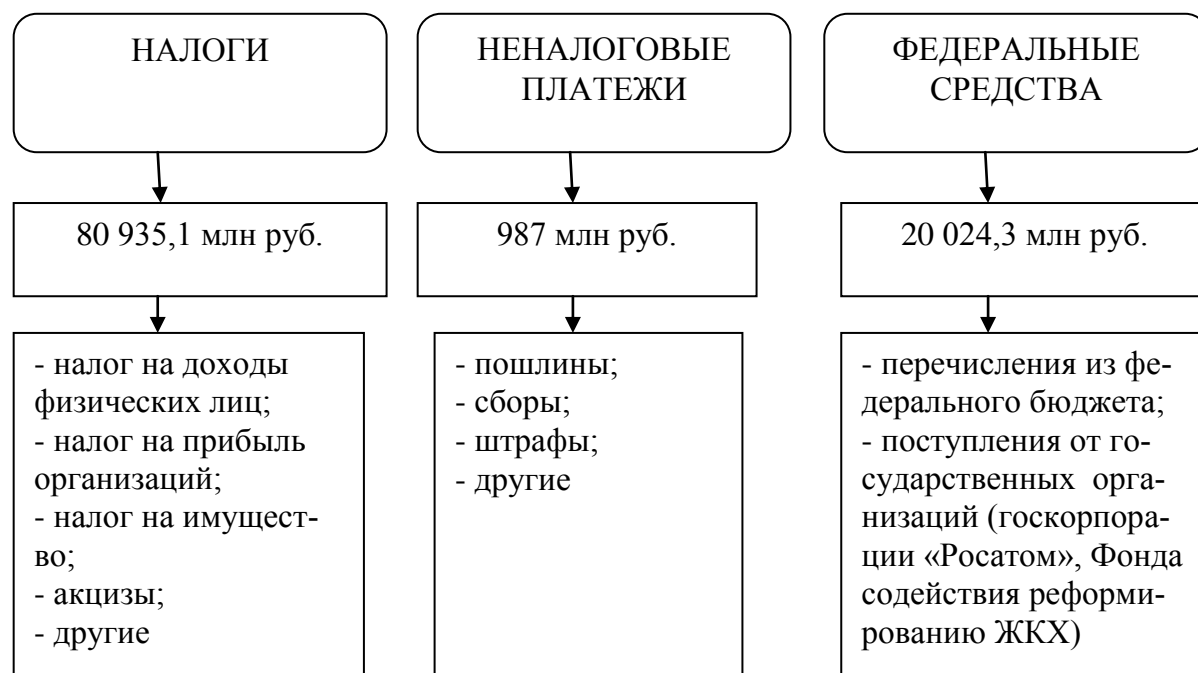 НАЛОГИ
НЕНАЛОГОВЫЕ
ПЛАТЕЖИ
ФЕДЕРАЛЬНЫЕ
СРЕДСТВА
80 935,1 млн руб.
987 млн руб.
20 024,3 млн руб.
- налог на доходы
физических лиц;
- налог на прибыль
организаций;
- налог на имущест-
во;
- акцизы;
- другие
- пошлины;
- сборы;
- штрафы;
- другие
- перечисления из фе-
дерального бюджета;
- поступления от го-
сударственных орга-
низаций (госкорпора-
ции «Росатом», Фонда
содействия реформи-
рованию ЖКХ)